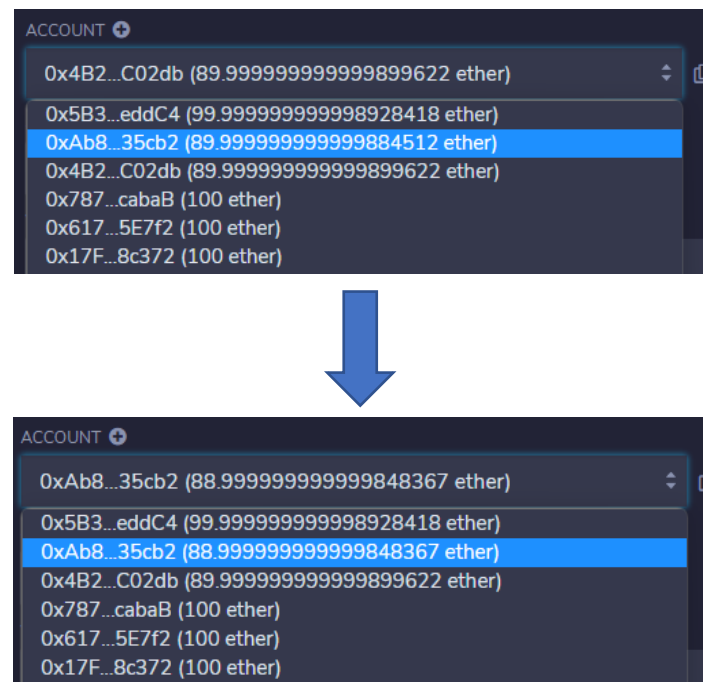 ACCOUNT
0x4B2...C02db (89.999999999999899622 ether)
0x5B3...eddC4 (99.999999999998928418 ether)
0xAb8...35cb2 (89.999999999999884512 ether)
0x4B2...C02db (89.999999999999899622 ether)
0x787...cabaB (100 ether)
0x617...5E7f2 (100 ether)
0x17F...8c372 (100 ether)
ACCOUNT
0xAb8...35cb2 (88.999999999999848367 ether)
0x5B3...eddC4 (99.999999999998928418 ether)
0xAb8...35cb2 (88.999999999999848367 ether)
0x4B2...C02db (89.999999999999899622 ether)
0x787...cabaB (100 ether)
0x617...5E7f2 (100 ether)
0x17F...8c372 (100 ether)